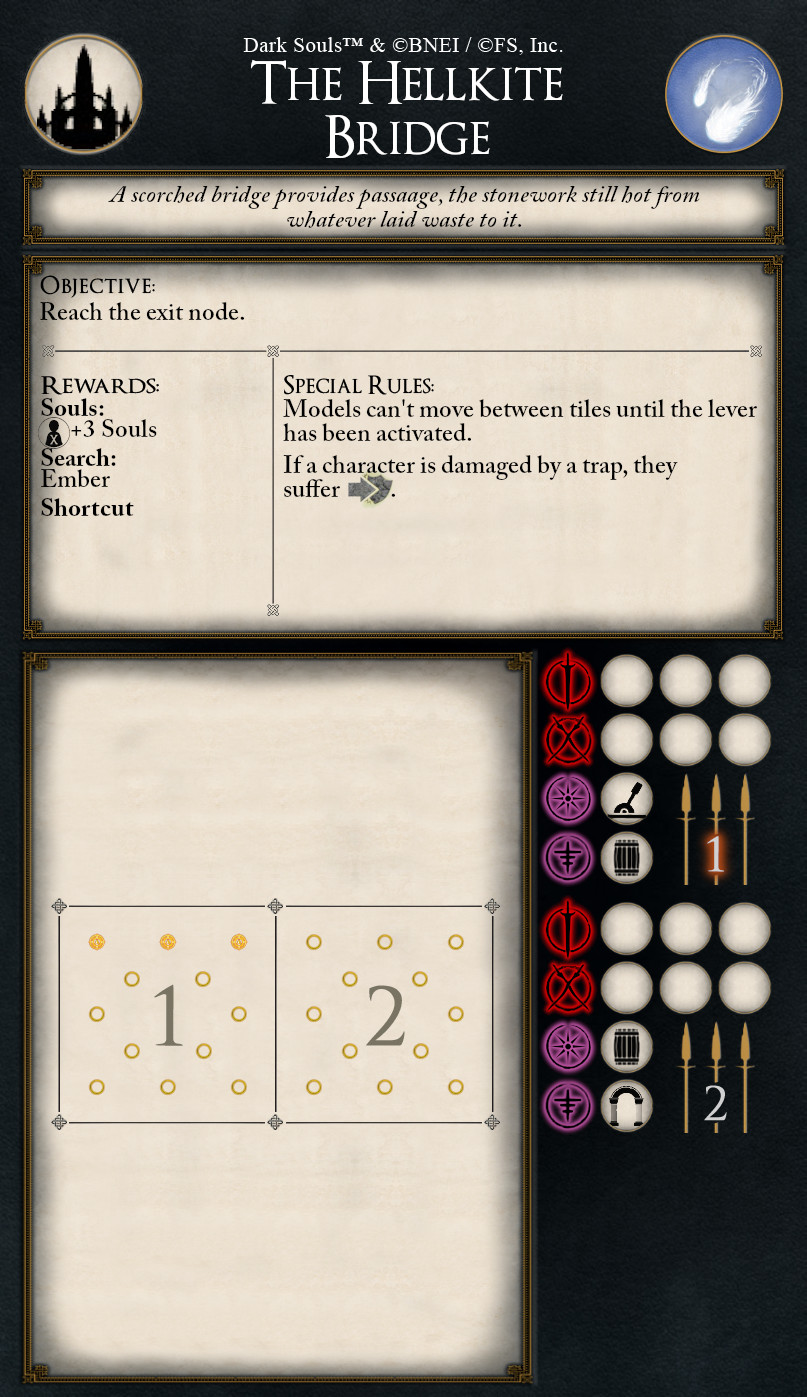 Dark Souls™ & ©BNEI / ©FS, Inc.
The Hellkite
Bridge
A scorched bridge provides passaage, the stonework still hot from
whatever laid waste to it.
Objective:
Reach the exit node.
Rewards:
Souls:
X +3 Souls
Search:
Ember
Shortcut
Special Rules:
Models can't move between tiles until the lever
has been activated.
If a character is damaged by a trap, they
suffer .
1
2
1
2